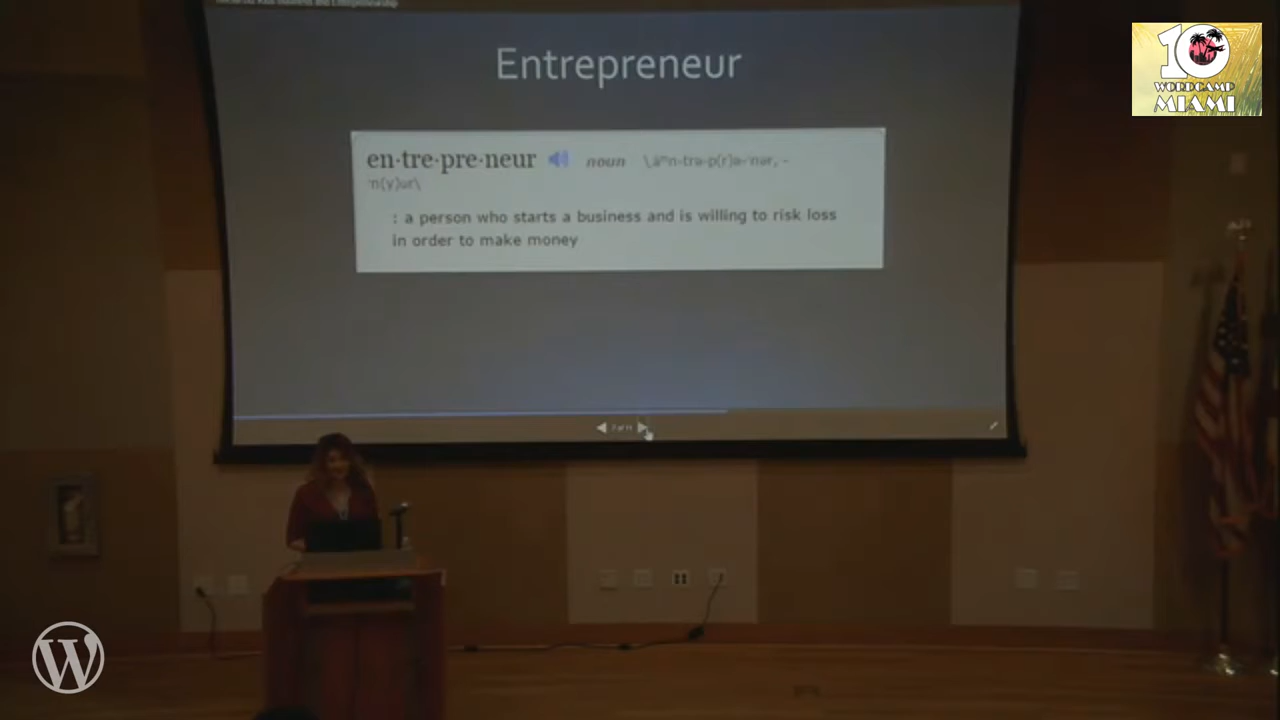 Entrepreneur
en·tre·pre·neur noun
: a person who starts a business and is willing to risk loss
in order to make money
10
WORDCAMP
MIAMI